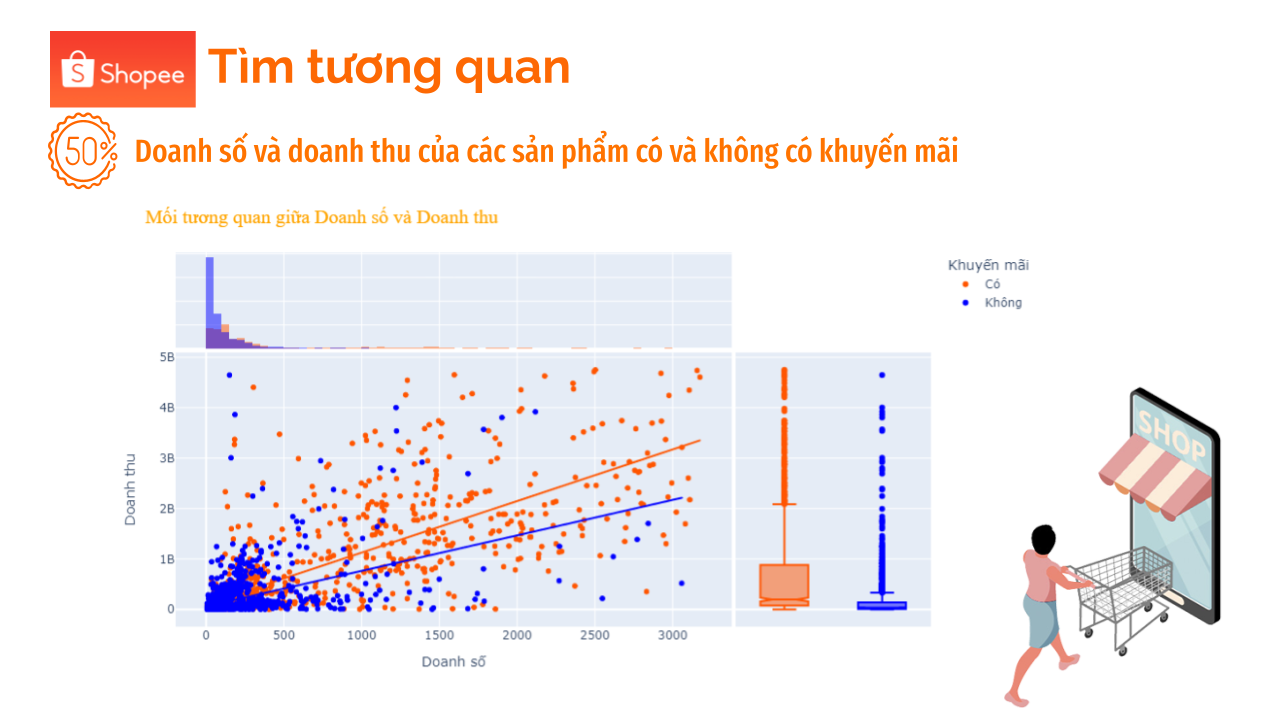 Shopee
Tìm tương quan
50%
Doanh số và doanh thu của các sản phẩm có và không có khuyến mãi
Mối tương quan giữa Doanh số và Doanh thu
Khuyến mãi
Có
Không
5B
4B
3B
2B
1B
0
Doanh thu
0 500 1000 1500 2000 2500 3000
Doanh số
SHOP